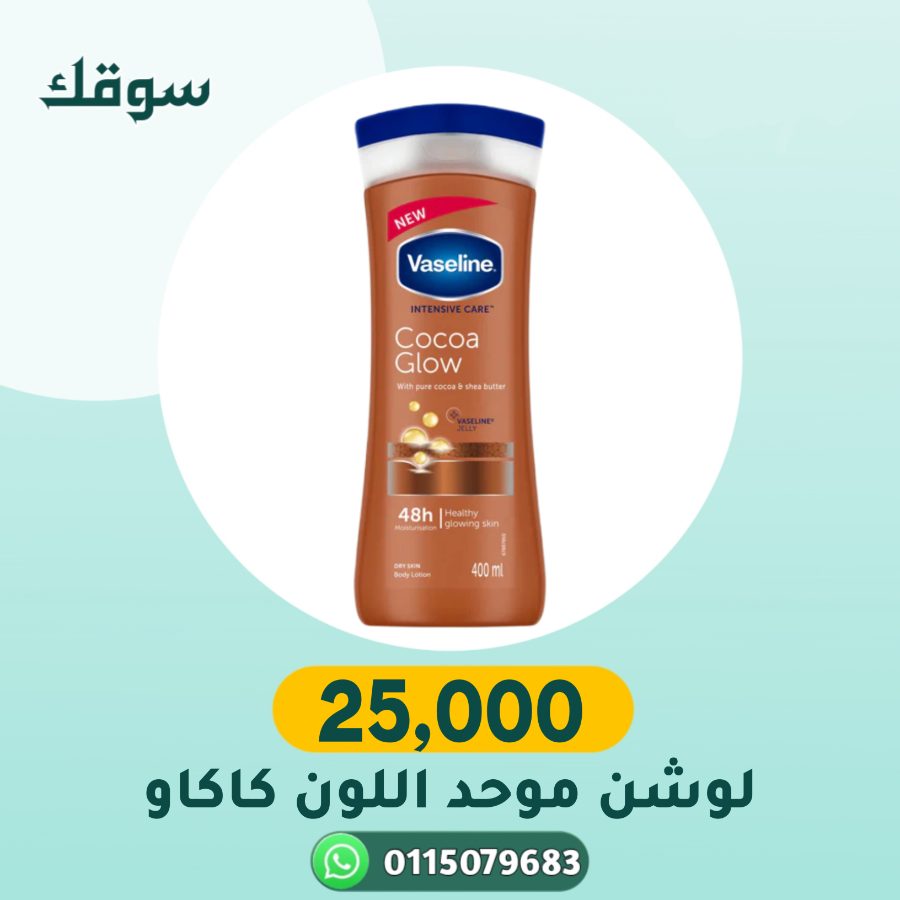 سوقك
NEW
Vaseline.
INTENSIVE CARE™
Cocoa
Glow
With pure cocoa & shea butter
VASELINE®
JELLY
48h
Moisturisation
Healthy
glowing skin
DRY SKIN
Body Lotion
400 ml
25,000
لوشن موحد اللون كاكاو
0115079683